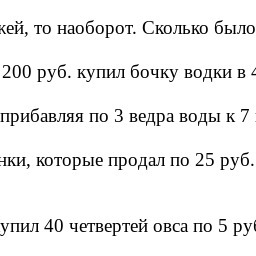 жей, то наоборот. Сколько было
200 руб. купил бочку водки в 4
прибавляя по 3 ведра воды к 7
нки, которые продал по 25 руб.
упил 40 четвертей овса по 5 руб